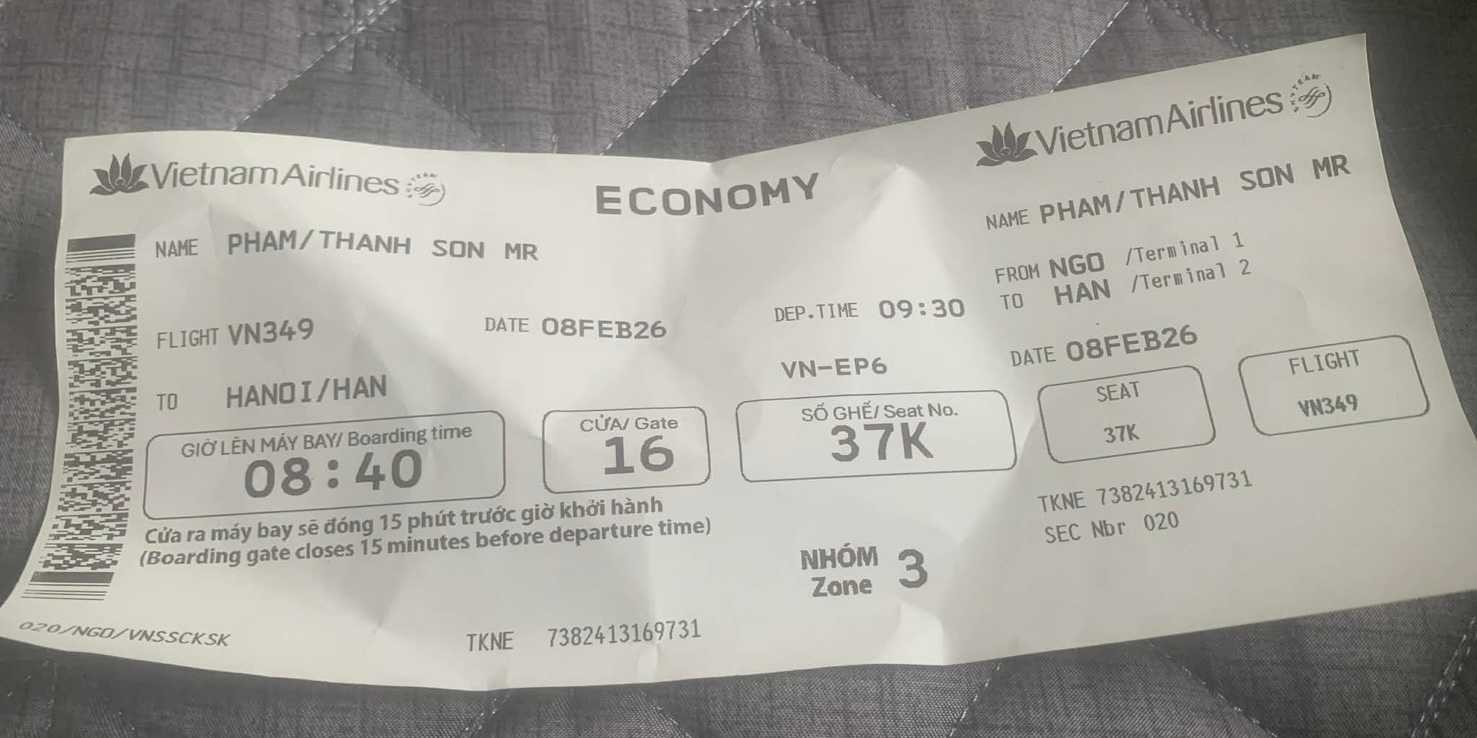 VietnamAirlines SKYTEAM
ECONOMY
NAME PHAM/THANH SON MR
FLIGHT VN349 DATE 08FEB26 DEP.TIME 09:30
TO HANOI/HAN VN-EP6
GIỜ LÊN MÁY BAY/ Boarding time
08:40
CỬA/ Gate
16
SỐ GHẾ/ Seat No.
37K
Cửa ra máy bay sẽ đóng 15 phút trước giờ khởi hành
(Boarding gate closes 15 minutes before departure time)
NHÓM
Zone 3
020/NGO/VNSSCKSK
TKNE 7382413169731
VietnamAirlines SKYTEAM
NAME PHAM/THANH SON MR
FROM NGO /Terminal 1
TO HAN /Terminal 2
DATE 08FEB26
SEAT
37K
FLIGHT
VN349
TKNE 7382413169731
SEC Nbr 020